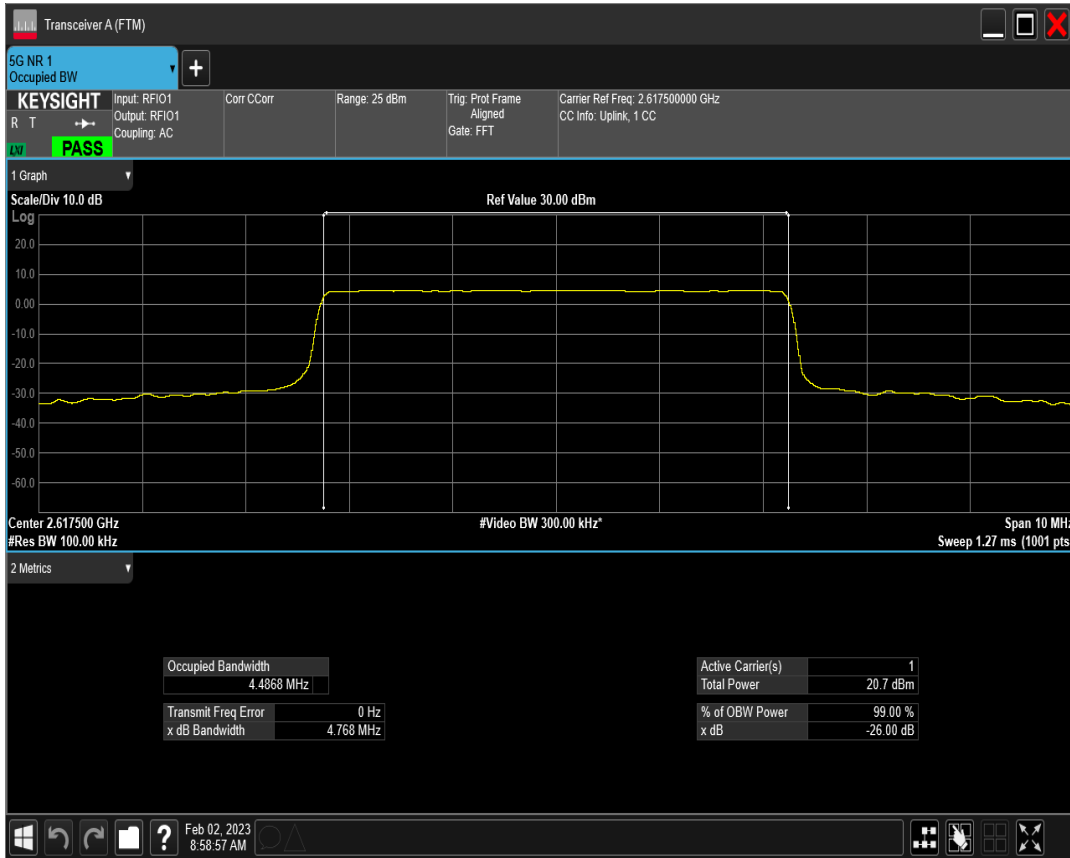 Transceiver A (FTM)
5G NR 1
Occupied BW
+
KEYSIGHT
R T
LXI
PASS
Input: RFIO1
Output: RFIO1
Coupling: AC
Corr CCorr
Range: 25 dBm
Trig: Prot Frame
Aligned
Gate: FFT
Carrier Ref Freq: 2.617500000 GHz
CC Info: Uplink, 1 CC
1 Graph
Scale/Div 10.0 dB
Ref Value 30.00 dBm
Log
20.0
10.0
0.00
-10.0
-20.0
-30.0
-40.0
-50.0
-60.0
Center 2.617500 GHz
#Video BW 300.00 kHz*
Span 10 MHz
#Res BW 100.00 kHz
Sweep 1.27 ms (1001 pts
2 Metrics
Occupied Bandwidth
4.4868 MHz
Transmit Freq Error 0 Hz
x dB Bandwidth 4.768 MHz
Active Carrier(s) 1
Total Power 20.7 dBm
% of OBW Power 99.00 %
x dB -26.00 dB
?
Feb 02, 2023
8:58:57 AM